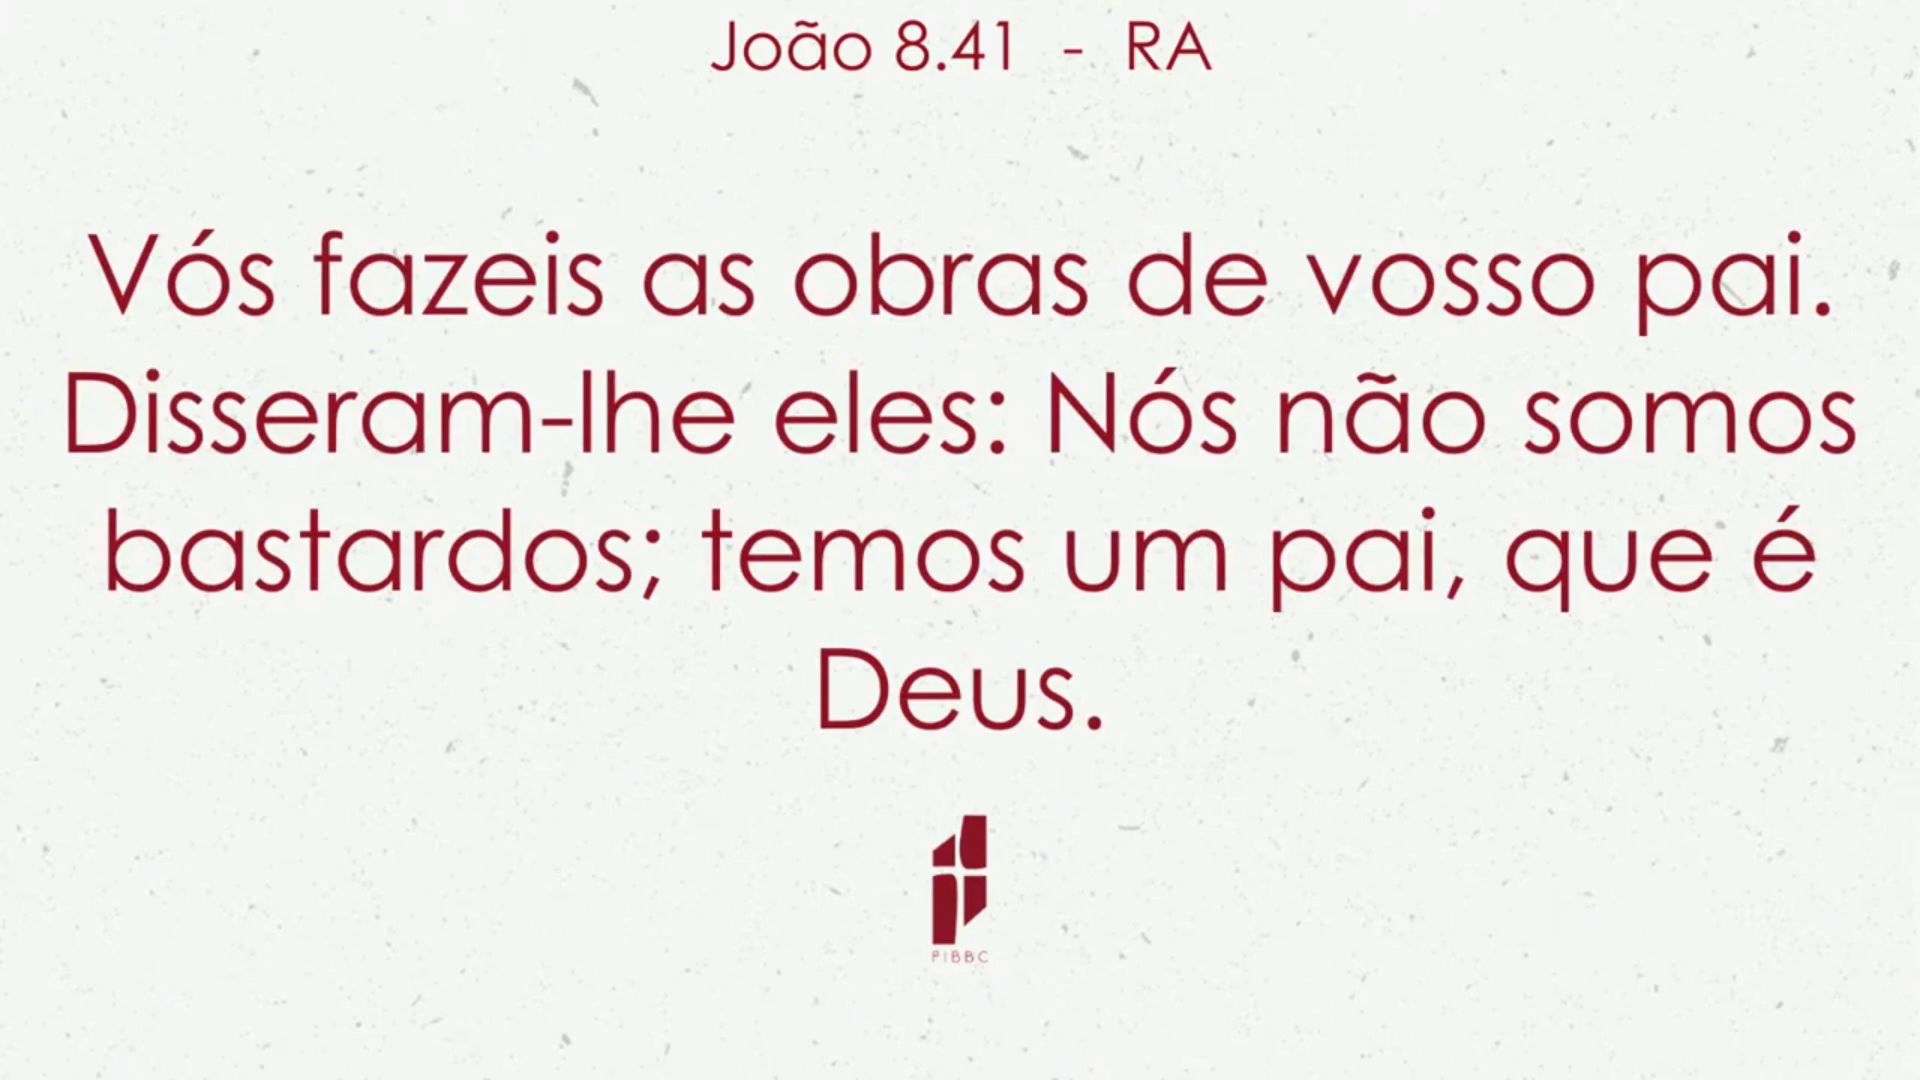 João 8.41 - RA
Vós fazeis as obras de vosso pai.
Disseram-lhe eles: Nós não somos
bastardos; temos um pai, que é
Deus.
PIBBC